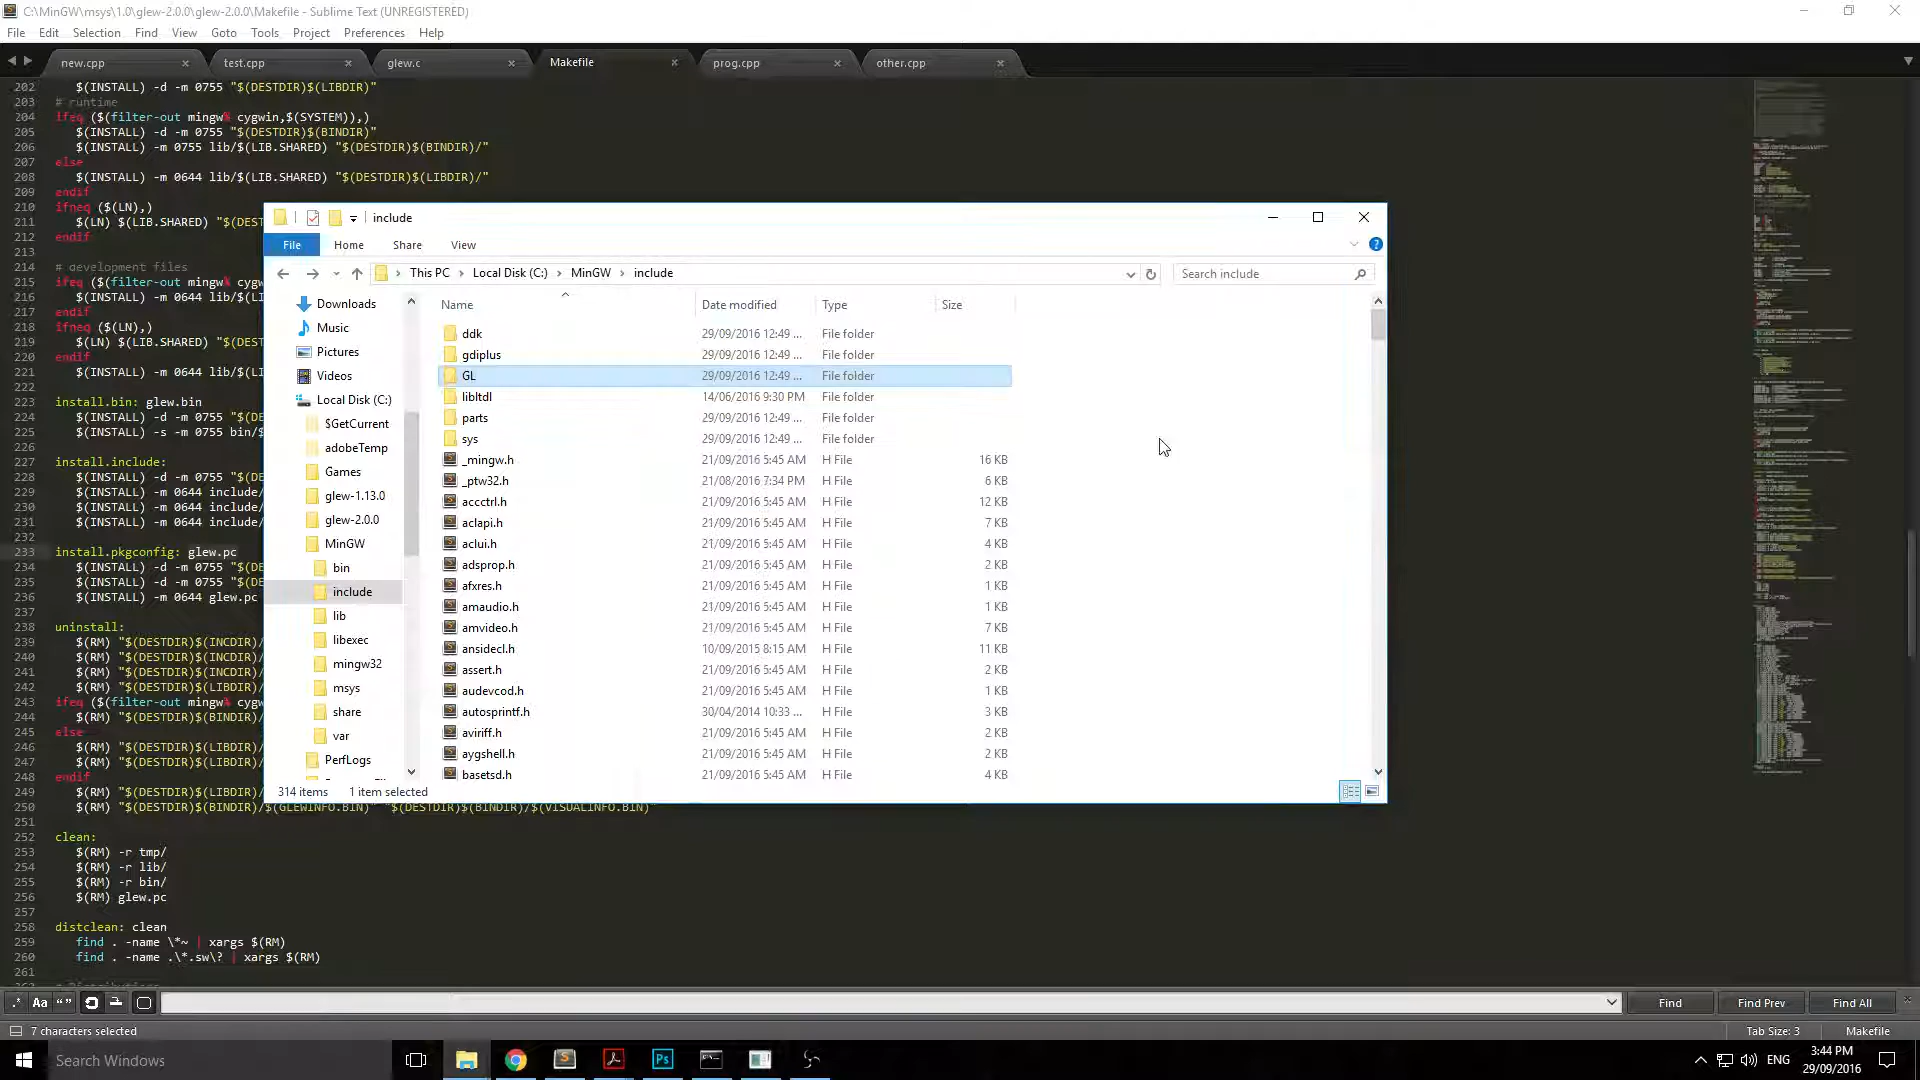 C:\MinGW\msys\1.0\glew-2.0.0\glew-2.0.0\Makefile - Sublime Text (UNREGISTERED)
File Edit Selection Find View Goto Tools Project Preferences Help
new.cpp test.cpp glew.c Makefile prog.cpp other.cpp
202 $(INSTALL) -d -m 0755 "$(DESTDIR)$(LIBDIR)"
203 # runtime
204 ifeq ($(filter-out mingw% cygwin,$(SYSTEM)),)
205 $(INSTALL) -d -m 0755 "$(DESTDIR)$(BINDIR)"
206 $(INSTALL) -m 0755 lib/$(LIB.SHARED) "$(DESTDIR)$(BINDIR)/"
207 else
208 $(INSTALL) -m 0644 lib/$(LIB.SHARED) "$(DESTDIR)$(LIBDIR)/"
209 endif
210 ifneq ($(LN),)
211 $(LN) $(LIB.SHARED) "$(DEST
212 endif
213
214 # development files
215 ifeq ($(filter-out mingw% cyg
216 $(INSTALL) -m 0644 lib/$(L
217 endif
218 ifneq ($(LN),)
219 $(LN) $(LIB.SHARED) "$(DEST
220 endif
221 $(INSTALL) -m 0644 lib/$(L
222
223 install.bin: glew.bin
224 $(INSTALL) -d -m 0755 "$(DE
225 $(INSTALL) -s -m 0755 bin/$
226
227 install.include:
228 $(INSTALL) -d -m 0755 "$(D
229 $(INSTALL) -m 0644 include/
230 $(INSTALL) -m 0644 include/
231 $(INSTALL) -m 0644 include/
232
233 install.pkgconfig: glew.pc
234 $(INSTALL) -d -m 0755 "$(DE
235 $(INSTALL) -d -m 0755 "$(DE
236 $(INSTALL) -m 0644 glew.pc
237
238 uninstall:
239 $(RM) "$(DESTDIR)$(INCDIR)/
240 $(RM) "$(DESTDIR)$(INCDIR)/
241 $(RM) "$(DESTDIR)$(INCDIR)/
242 $(RM) "$(DESTDIR)$(LIBDIR)/
243 ifeq ($(filter-out mingw% cygw
244 $(RM) "$(DESTDIR)$(BINDIR)/
245 else
246 $(RM) "$(DESTDIR)$(LIBDIR)/
247 $(RM) "$(DESTDIR)$(LIBDIR)/
248 endif
249 $(RM) "$(DESTDIR)$(LIBDIR)/
250 $(RM) "$(DESTDIR)$(BINDIR)/$(GLEWINFO.BIN)" "$(DESTDIR)$(BINDIR)/$(VISUALINFO.BIN)"
251
252 clean:
253 $(RM) -r tmp/
254 $(RM) -r lib/
255 $(RM) -r bin/
256 $(RM) glew.pc
257
258 distclean: clean
259 find . -name \*~ | xargs $(RM)
260 find . -name .\*.sw\? | xargs $(RM)
261
include
File Home Share View
This PC Local Disk (C:) MinGW include
Search include
Downloads
Music
Pictures
Videos
Local Disk (C:)
$GetCurrent
adobeTemp
Games
glew-1.13.0
glew-2.0.0
MinGW
bin
include
lib
libexec
mingw32
msys
share
var
PerfLogs
Name Date modified Type Size
ddk 29/09/2016 12:49 ... File folder
gdiplus 29/09/2016 12:49 ... File folder
GL 29/09/2016 12:49 ... File folder
libltdl 14/06/2016 9:30 PM File folder
parts 29/09/2016 12:49 ... File folder
sys 29/09/2016 12:49 ... File folder
_mingw.h 21/09/2016 5:45 AM H File 16 KB
_ptw32.h 21/08/2016 7:34 PM H File 6 KB
accctrl.h 21/09/2016 5:45 AM H File 12 KB
aclapi.h 21/09/2016 5:45 AM H File 7 KB
aclui.h 21/09/2016 5:45 AM H File 4 KB
adsprop.h 21/09/2016 5:45 AM H File 2 KB
afxres.h 21/09/2016 5:45 AM H File 1 KB
amaudio.h 21/09/2016 5:45 AM H File 1 KB
amvideo.h 21/09/2016 5:45 AM H File 7 KB
ansidecl.h 10/09/2015 8:15 AM H File 11 KB
assert.h 21/09/2016 5:45 AM H File 2 KB
audevcod.h 21/09/2016 5:45 AM H File 1 KB
autosprintf.h 30/04/2014 10:33 ... H File 3 KB
aviriff.h 21/09/2016 5:45 AM H File 2 KB
aygshell.h 21/09/2016 5:45 AM H File 2 KB
basetsd.h 21/09/2016 5:45 AM H File 4 KB
314 items 1 item selected
.* Aa “ ” Find Find Prev Find All
7 characters selected Tab Size: 3 Makefile
Search Windows
Ps
ENG
3:44 PM
29/09/2016